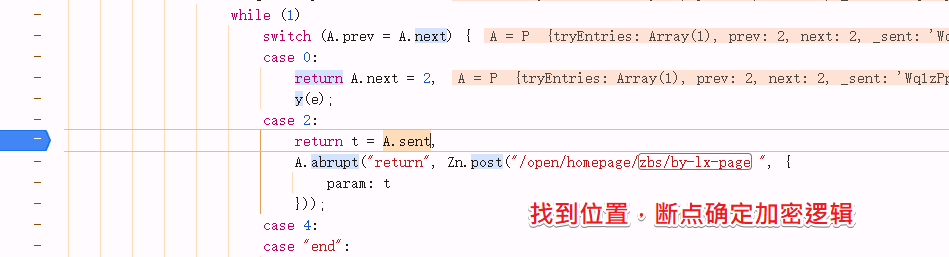 while (1)
switch (A.prev = A.next) { A = P {tryEntries: Array(1), prev: 2, next: 2, _sent: 'Wq
case 0:
return A.next = 2, A = P {tryEntries: Array(1), prev: 2, next: 2, _sent: 'Wq1zPp
y(e);
case 2:
return t = A.sent,
A.abrupt("return", Zn.post("/open/homepage/zbs/by-lx-page ", {
param: t
}));
找到位置，断点确定加密逻辑
case 4:
case "end":